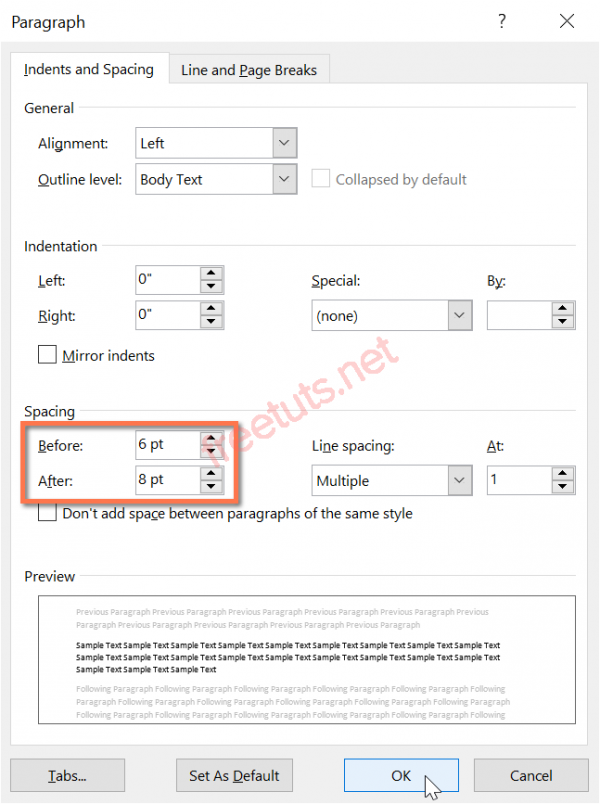 Paragraph ?
Indents and Spacing Line and Page Breaks
General
Alignment: Left
Outline level: Body Text Collapsed by default
Indentation
Left: 0" Special: By:
Right: 0" (none)
Mirror indents
freetuts.net
Spacing
Before: 6 pt Line spacing: At:
After: 8 pt Multiple 1
Don't add space between paragraphs of the same style
Preview
Previous Paragraph Previous Paragraph Previous Paragraph Previous Paragraph Previous Paragraph Previous
Paragraph Previous Paragraph Previous Paragraph Previous Paragraph Previous Paragraph
Sample Text Sample Text Sample Text Sample Text Sample Text Sample Text Sample Text Sample Text Sample Text
Sample Text Sample Text Sample Text Sample Text Sample Text Sample Text Sample Text Sample Text Sample Text
Sample Text Sample Text Sample Text
Following Paragraph Following Paragraph Following Paragraph Following Paragraph Following Paragraph Following
Paragraph Following Paragraph Following Paragraph Following Paragraph Following Paragraph Following Paragraph
Following Paragraph Following Paragraph Following Paragraph Following Paragraph Following Paragraph Following
Tabs... Set As Default OK Cancel